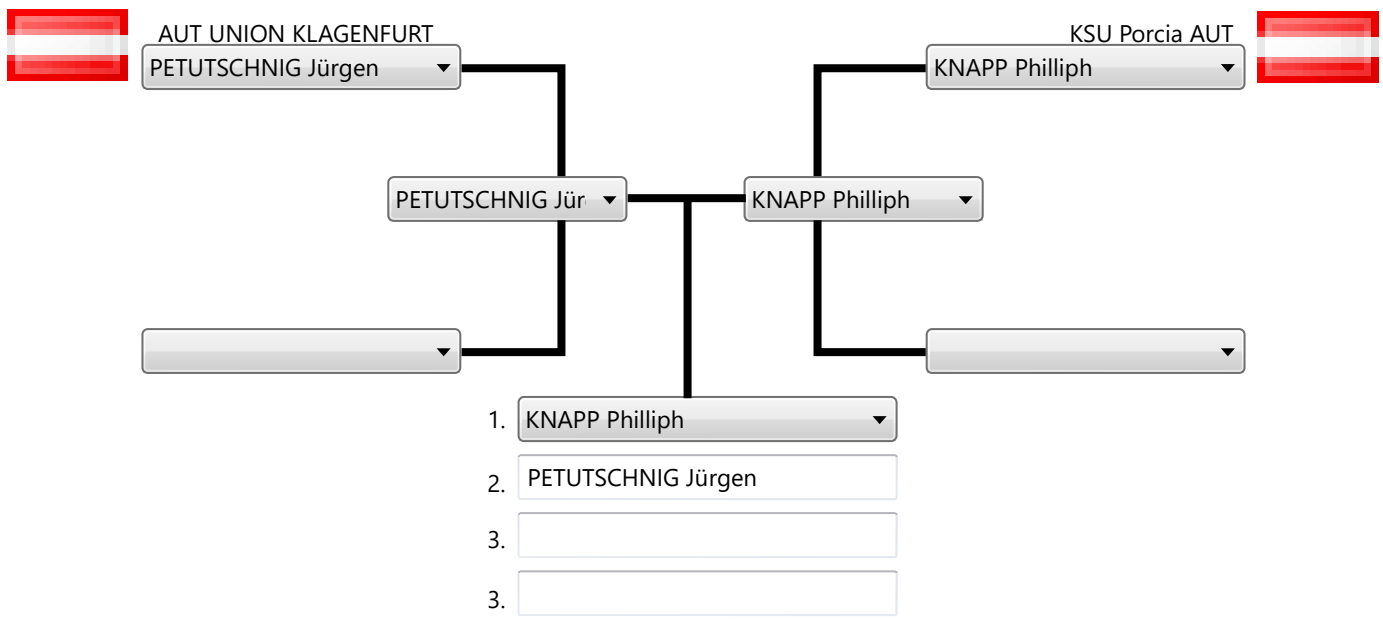 AUT UNION KLAGENFURT
KSU Porcia AUT
PETUTSCHNIG Jürgen
KNAPP Philliph
PETUTSCHNIG Jür
KNAPP Philliph
1. KNAPP Philliph
2. PETUTSCHNIG Jürgen
3.
3.